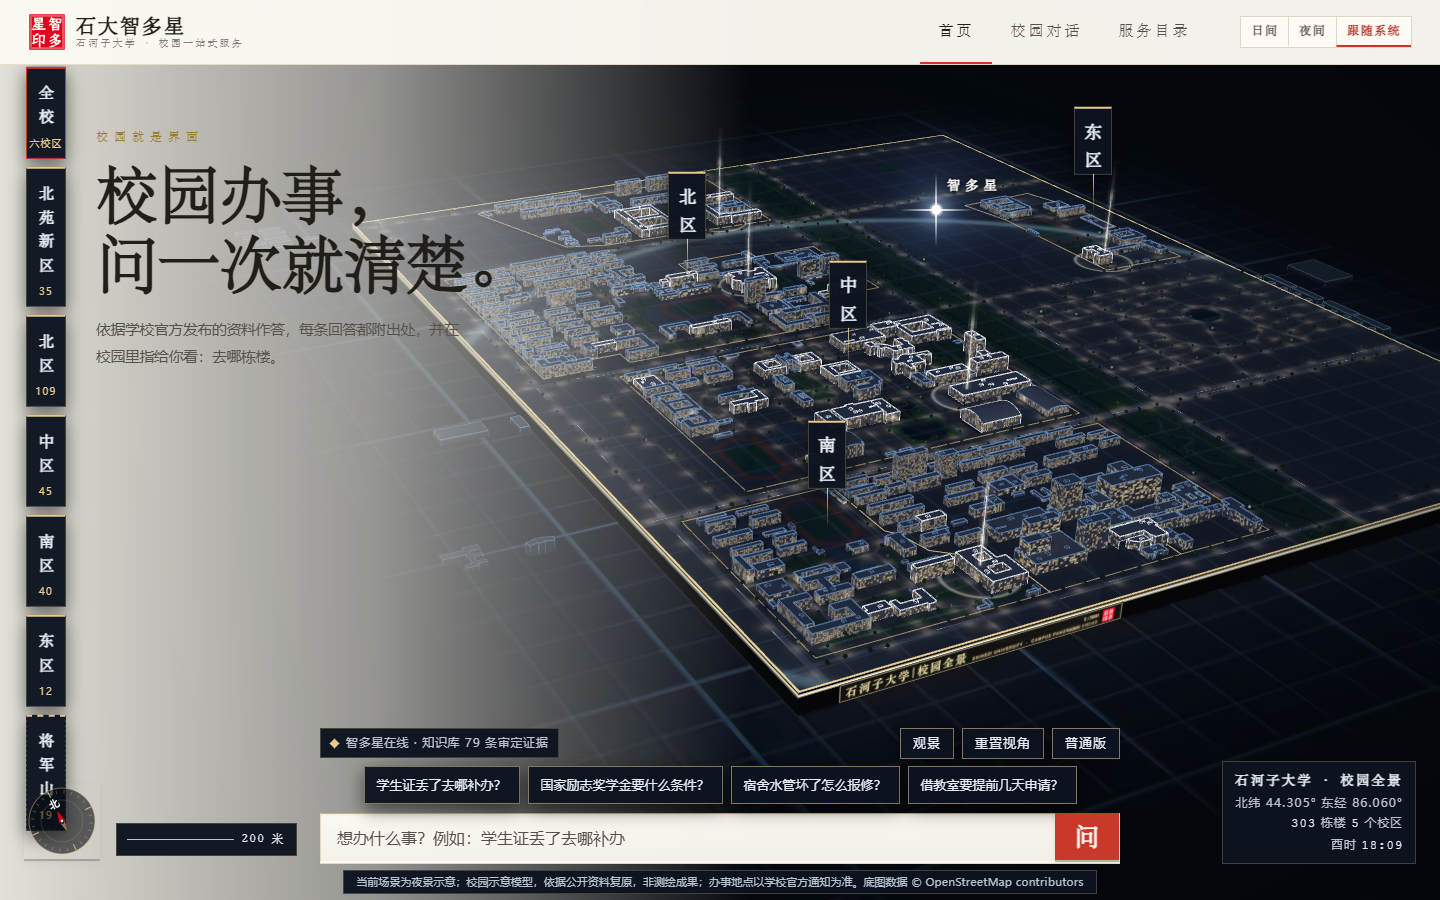 星智印多
石大智多星
石河子大学 · 校园一站式服务
首页
校园对话
服务目录
日间
夜间
跟随系统
全校
六校区
北苑新区
35
北区
109
中区
45
南区
40
东区
12
将军山
19
校园就是界面
校园办事，
问一次就清楚。
依据学校官方发布的资料作答，每条回答都附出处，并在
校园里指给你看：去哪栋楼。
东区
智多星
北区
中区
南区
石河子大学 | 校园全景
北
200 米
◆ 智多星在线 · 知识库 79 条审定证据
观景
重置视角
普通版
学生证丢了去哪补办？
国家励志奖学金要什么条件？
宿舍水管坏了怎么报修？
借教室要提前几天申请？
想办什么事？例如：学生证丢了去哪补办
问
当前场景为夜景示意；校园示意模型，依据公开资料复原，非测绘成果；办事地点以学校官方通知为准。底图数据 © OpenStreetMap contributors
石河子大学 · 校园全景
北纬 44.305° 东经 86.060°
303 栋楼 5 个校区
酉时 18:09